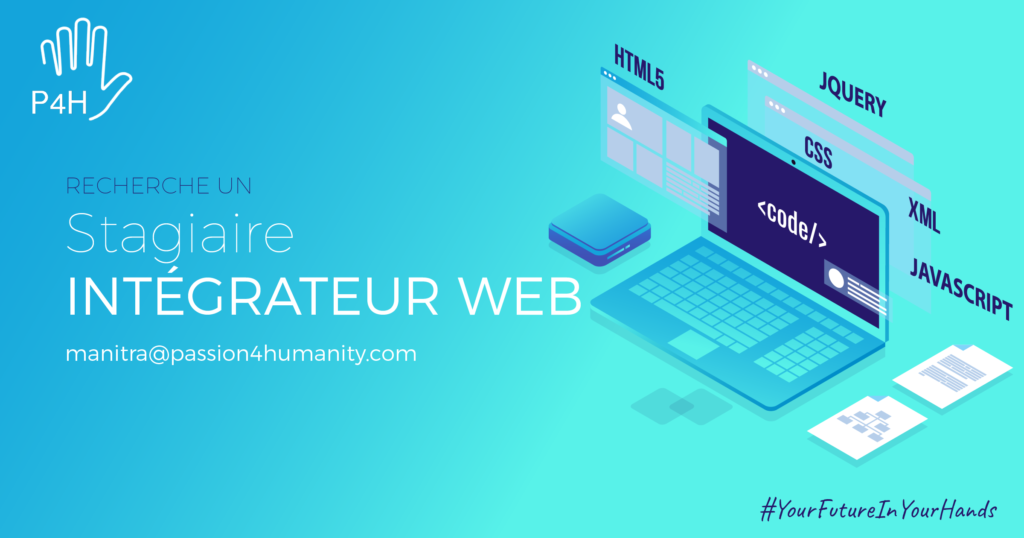 P4H
RECHERCHE UN
Stagiaire
INTÉGRATEUR WEB
manitra@passion4humanity.com
HTML5
JQUERY
CSS
XML
JAVASCRIPT
<code/>
#YourFutureInYourHands